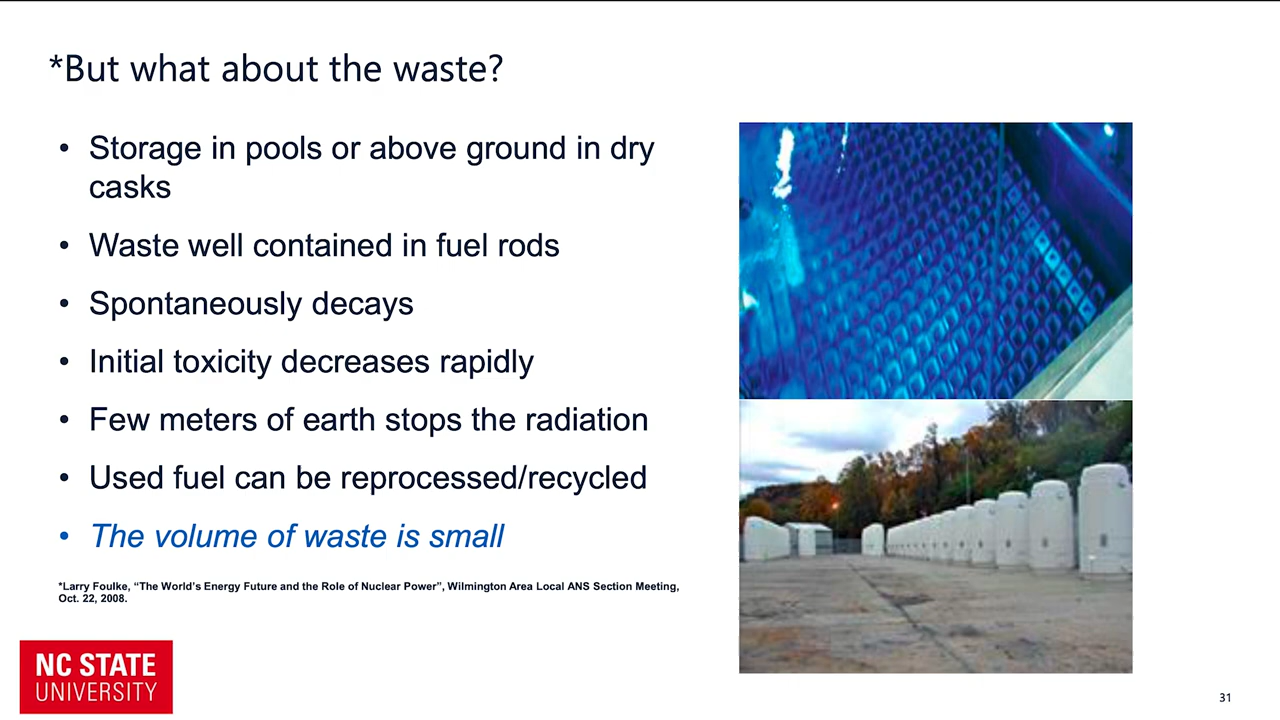 *But what about the waste?
• Storage in pools or above ground in dry
casks
• Waste well contained in fuel rods
• Spontaneously decays
• Initial toxicity decreases rapidly
• Few meters of earth stops the radiation
• Used fuel can be reprocessed/recycled
• The volume of waste is small
*Larry Foulke, “The World’s Energy Future and the Role of Nuclear Power”, Wilmington Area Local ANS Section Meeting,
Oct. 22, 2008.
NC STATE
UNIVERSITY
31